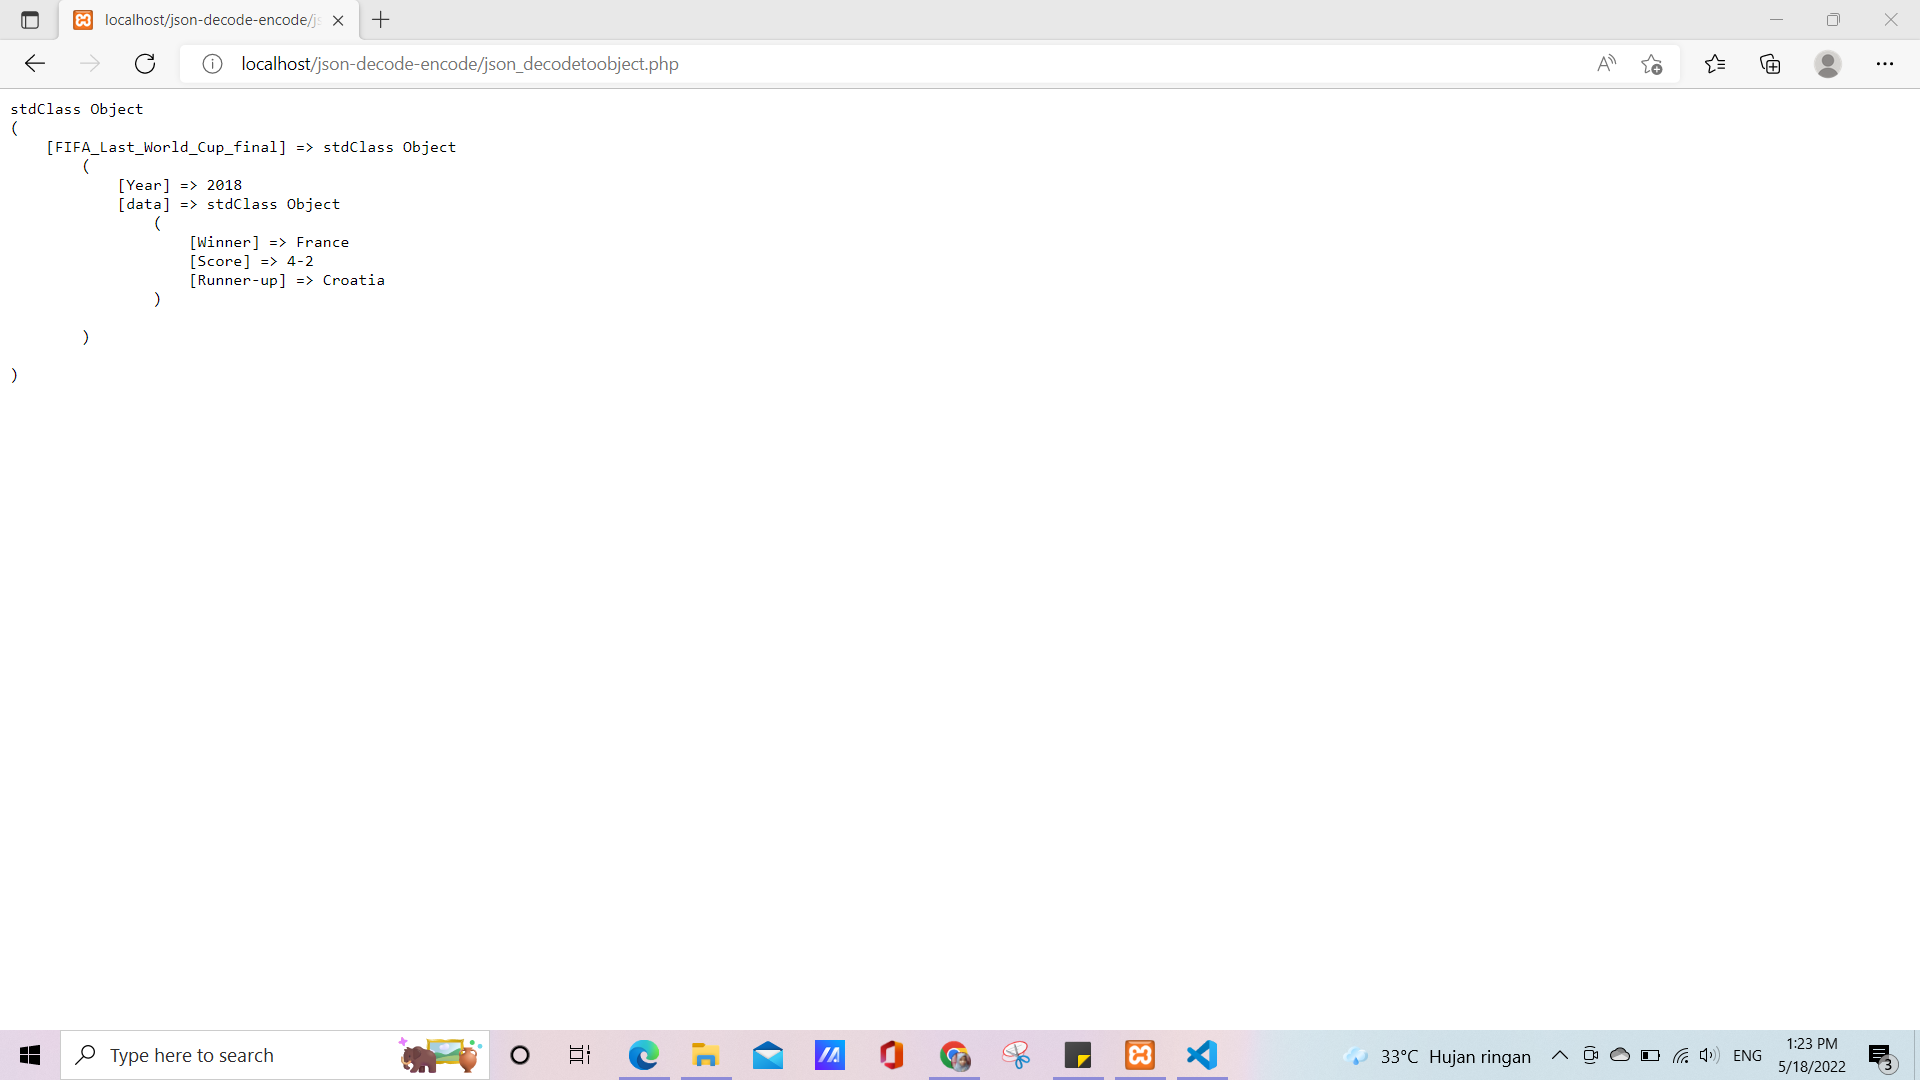 localhost/json-decode-encode/js
localhost/json-decode-encode/json_decodetoobject.php
stdClass Object
(
    [FIFA_Last_World_Cup_final] => stdClass Object
        (
            [Year] => 2018
            [data] => stdClass Object
                (
                    [Winner] => France
                    [Score] => 4-2
                    [Runner-up] => Croatia
                )
        )
)
Type here to search
33°C Hujan ringan
ENG
1:23 PM
5/18/2022
3